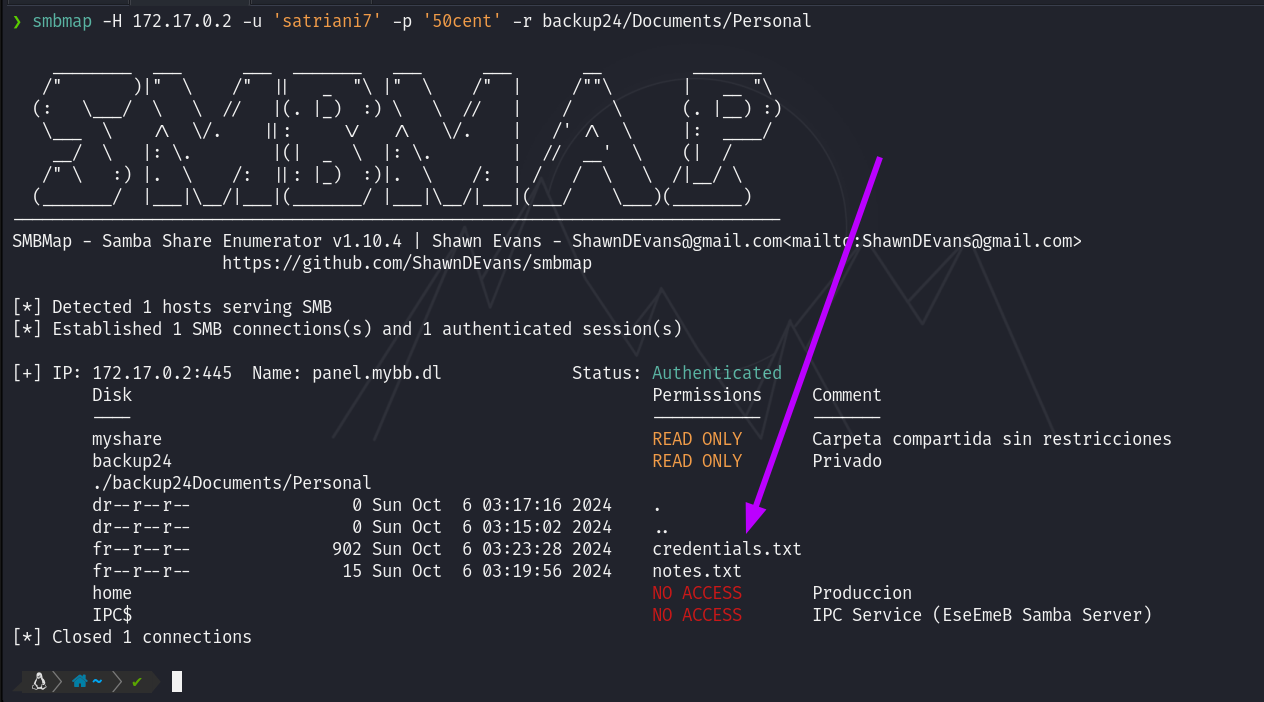 ❯ smbmap -H 172.17.0.2 -u 'satriani7' -p '50cent' -r backup24/Documents/Personal
SMBMAP
SMBMap - Samba Share Enumerator v1.10.4 | Shawn Evans - ShawnDEvans@gmail.com<mailto:ShawnDEvans@gmail.com>
https://github.com/ShawnDEvans/smbmap
[*] Detected 1 hosts serving SMB
[*] Established 1 SMB connections(s) and 1 authenticated session(s)
[+] IP: 172.17.0.2:445  Name: panel.mybb.dl  Status: Authenticated
Disk  Permissions  Comment
----  -----------  -------
myshare  READ ONLY  Carpeta compartida sin restricciones
backup24  READ ONLY  Privado
./backup24Documents/Personal
dr--r--r--  0 Sun Oct  6 03:17:16 2024  .
dr--r--r--  0 Sun Oct  6 03:15:02 2024  ..
fr--r--r--  902 Sun Oct  6 03:23:28 2024  credentials.txt
fr--r--r--  15 Sun Oct  6 03:19:56 2024  notes.txt
home  NO ACCESS  Produccion
IPC$  NO ACCESS  IPC Service (EseEmeB Samba Server)
[*] Closed 1 connections
~ ✔